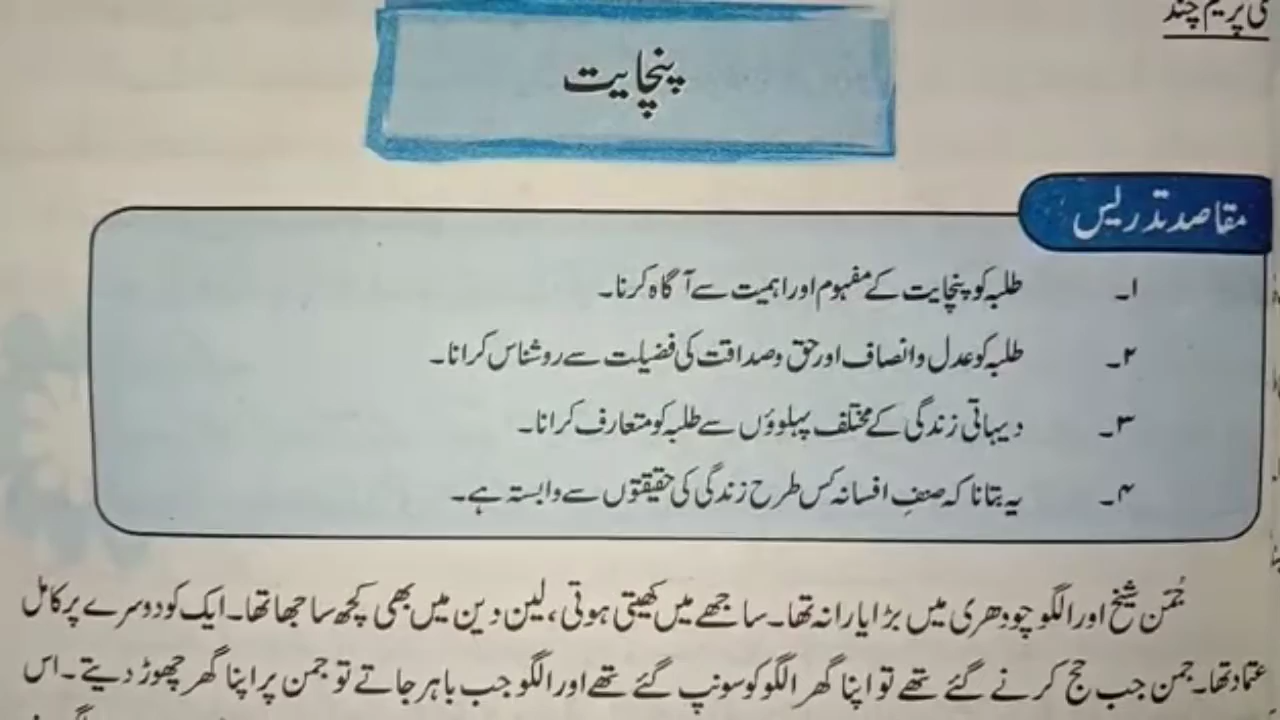 پریم چند
پنچایت
مقاصد تدریس
۱۔ طلبہ کو پنچایت کے مفہوم اور اہمیت سے آگاہ کرنا۔
۲۔ طلبہ کو عدل و انصاف اور حق و صداقت کی فضیلت سے روشناس کرانا۔
۳۔ دیہاتی زندگی کے مختلف پہلوؤں سے طلبہ کو متعارف کرانا۔
۴۔ یہ بتانا کہ صنفِ افسانہ کس طرح زندگی کی حقیقتوں سے وابستہ ہے۔
جُمّن شیخ اور الگو چودھری میں بڑا یارانہ تھا۔ ساجھے میں کھیتی ہوتی، لین دین میں بھی کچھ ساجھا تھا۔ ایک کو دوسرے پر کامل
عتماد تھا۔ جمن جب حج کرنے گئے تھے تو اپنا گھر الگو کو سونپ گئے تھے اور الگو جب باہر جاتے تو جمن پر اپنا گھر چھوڑ دیتے۔ اس